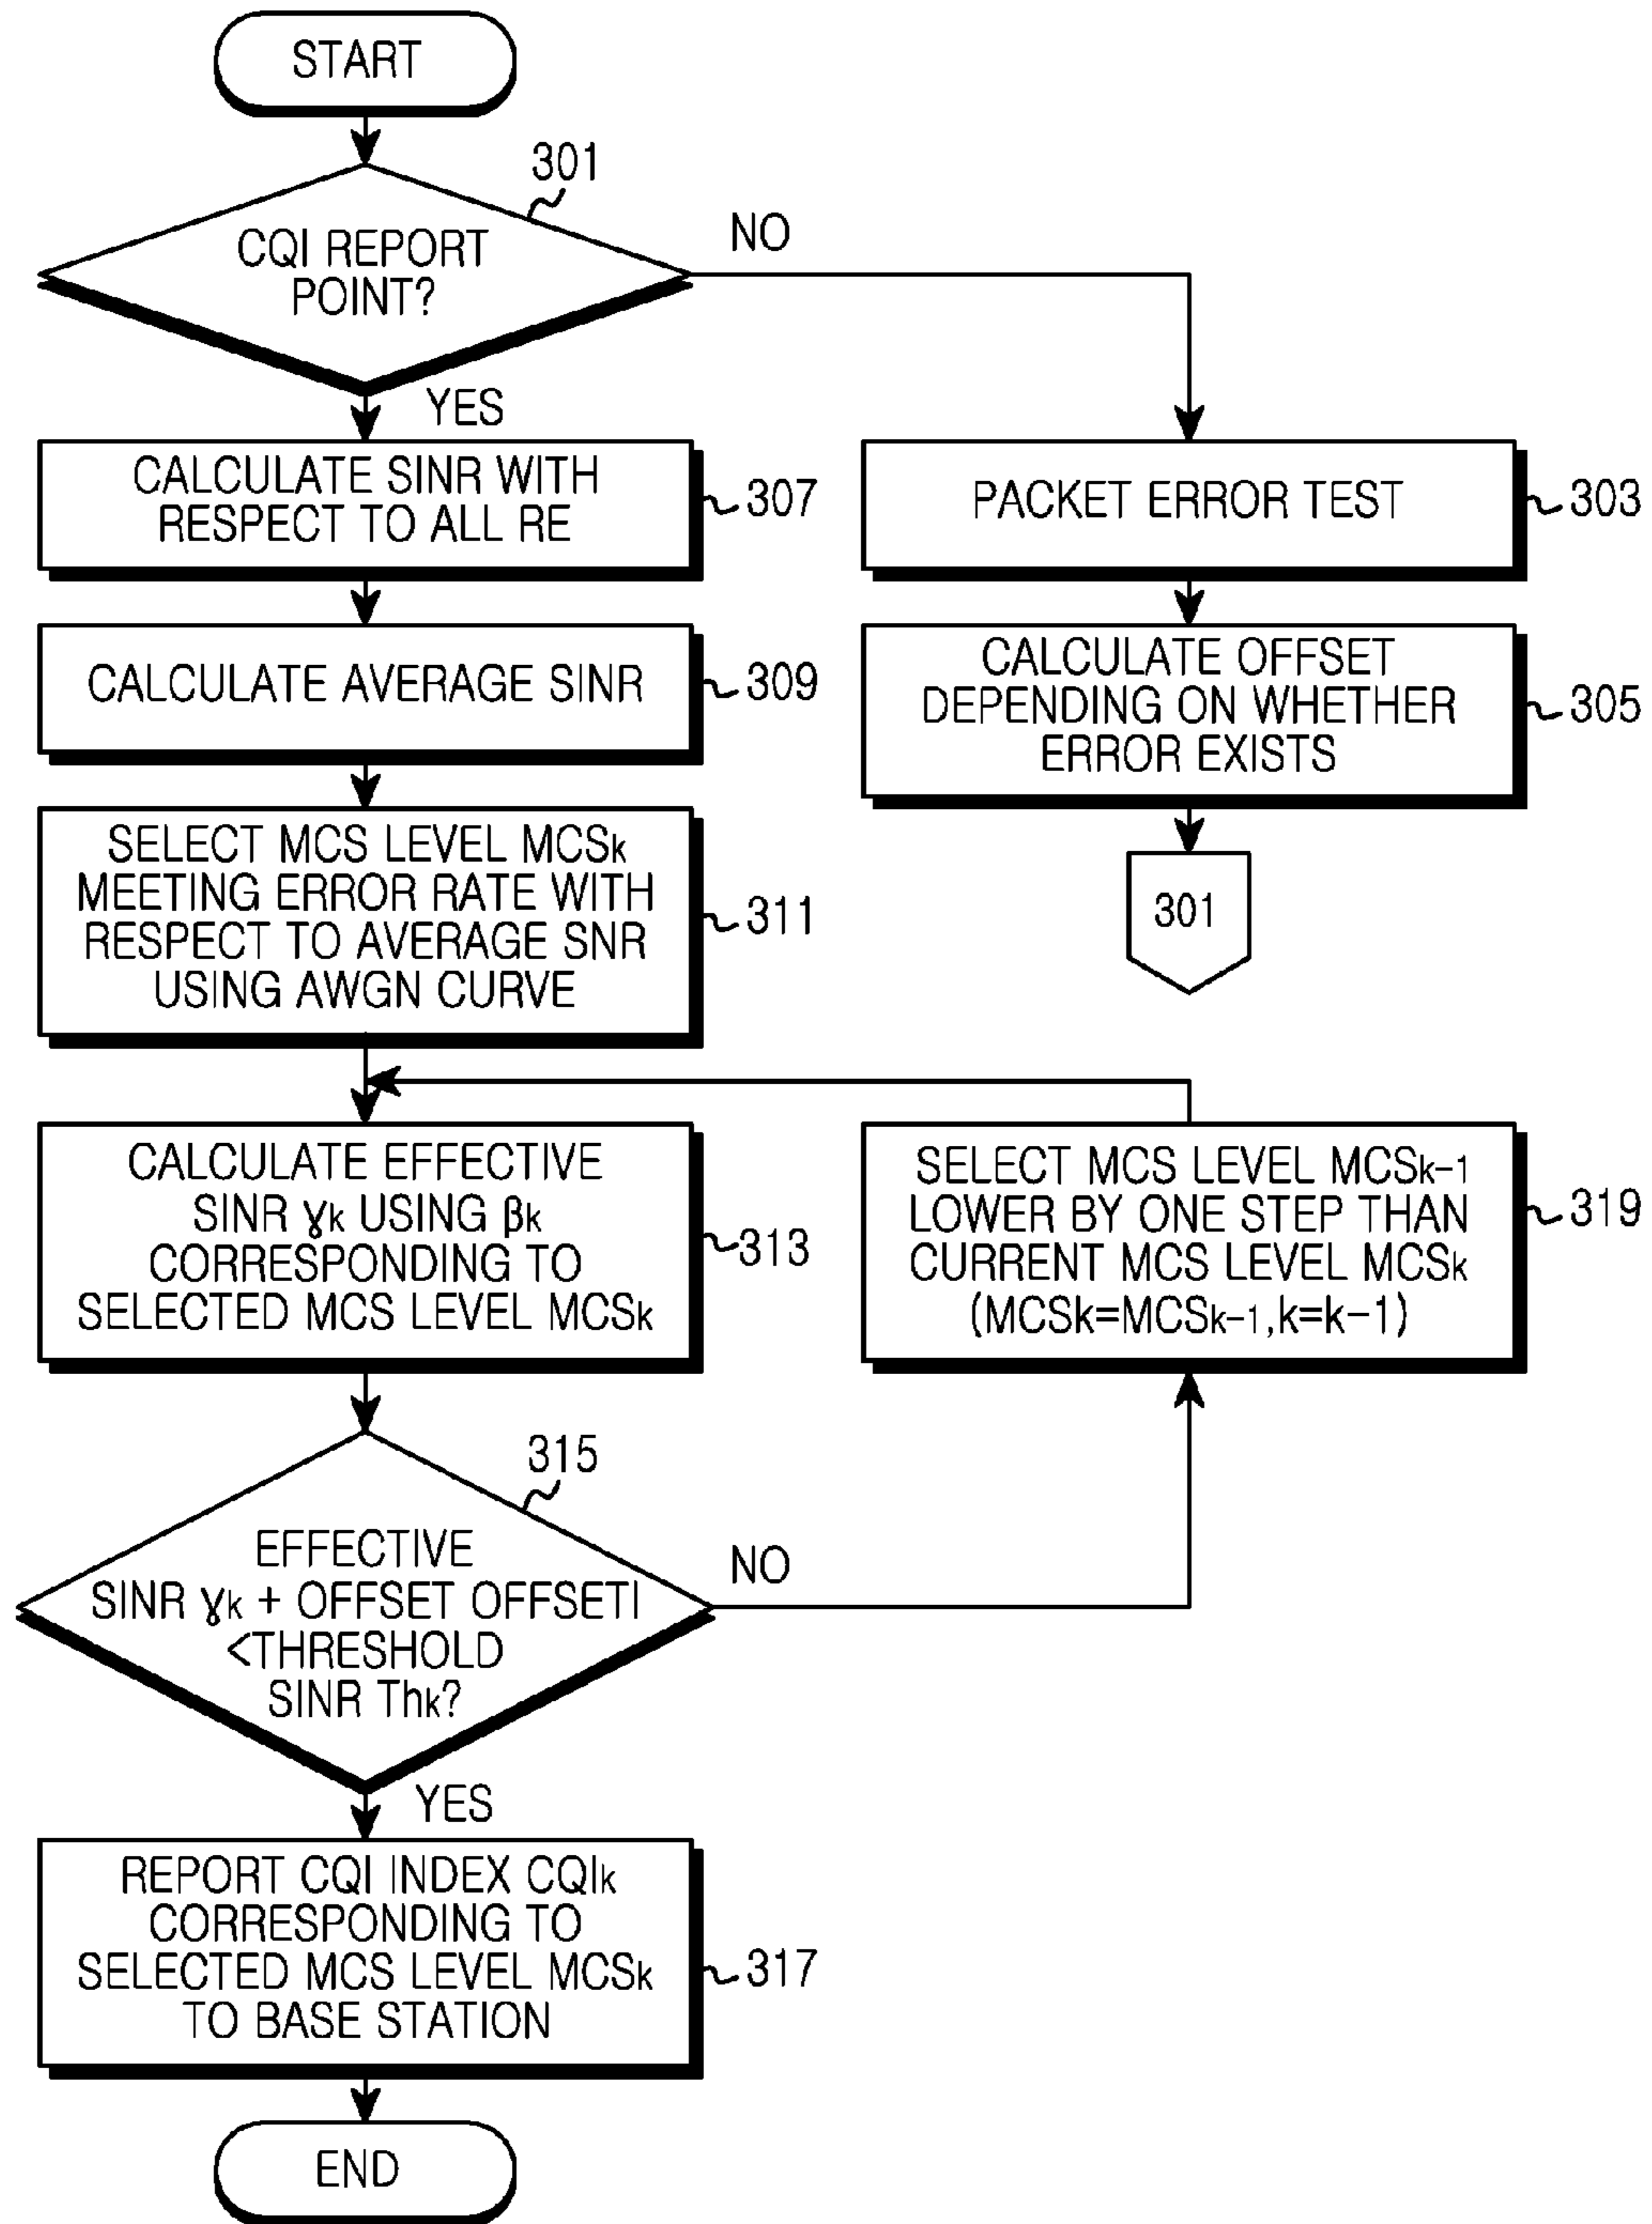 START
301
CQI REPORT
POINT?
NO
YES
CALCULATE SINR WITH
RESPECT TO ALL RE
307
PACKET ERROR TEST
303
CALCULATE AVERAGE SINR
309
CALCULATE OFFSET
DEPENDING ON WHETHER
ERROR EXISTS
305
SELECT MCS LEVEL MCSk
MEETING ERROR RATE WITH
RESPECT TO AVERAGE SNR
USING AWGN CURVE
311
301
CALCULATE EFFECTIVE
SINR γk USING βk
CORRESPONDING TO
SELECTED MCS LEVEL MCSk
313
SELECT MCS LEVEL MCSk-1
LOWER BY ONE STEP THAN
CURRENT MCS LEVEL MCSk
(MCSk=MCSk-1,k=k-1)
319
315
EFFECTIVE
SINR γk + OFFSET OFFSETI
<THRESHOLD
SINR Thk?
NO
YES
REPORT CQI INDEX CQIk
CORRESPONDING TO
SELECTED MCS LEVEL MCSk
TO BASE STATION
317
END